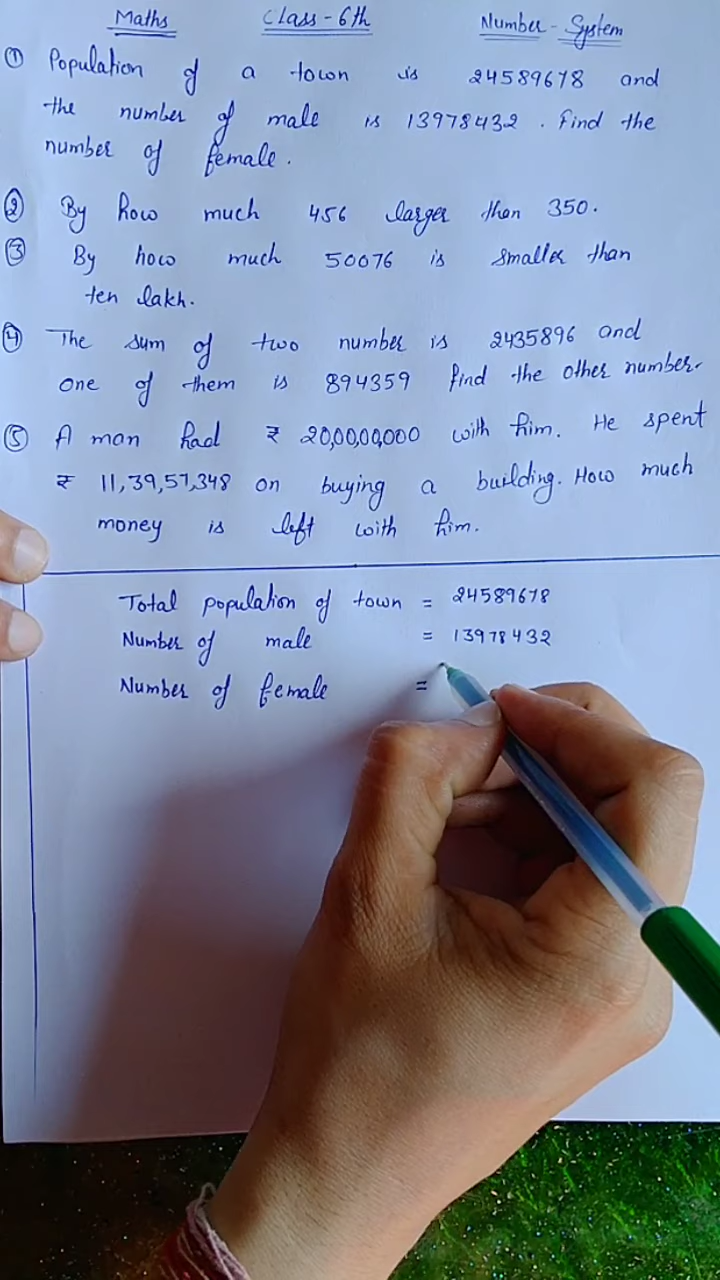 Maths Class-6th Number-System
① Population of a town is 24589678 and
the number of male is 13978432. find the
number of female.
② By how much 456 larger than 350.
③ By how much 50076 is smaller than
ten lakh.
④ The sum of two number is 2435896 and
one of them is 894359 find the other number.
⑤ A man had ₹ 20,00,00,000 with him. He spent
₹ 11,39,57,348 on buying a building. How much
money is left with him.
Total population of town = 24589678
Number of male = 13978432
Number of female =